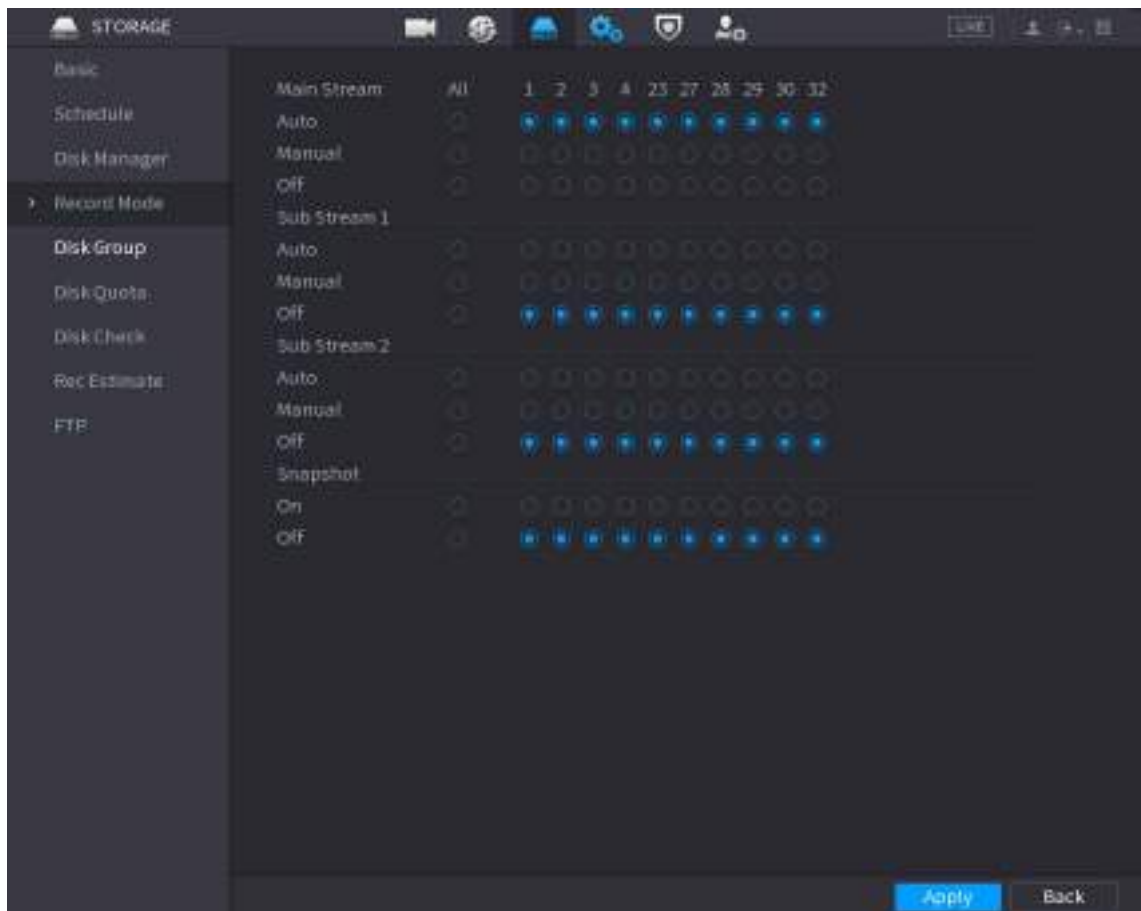 STORAGE
LIVE
Basic
Schedule
Disk Manager
Record Mode
Disk Group
Disk Quota
Disk Check
Rec Estimate
FTP
Main Stream All 1 2 3 4 23 27 28 29 30 32
Auto
Manual
Off
Sub Stream 1
Auto
Manual
Off
Sub Stream 2
Auto
Manual
Off
Snapshot
On
Off
Apply Back